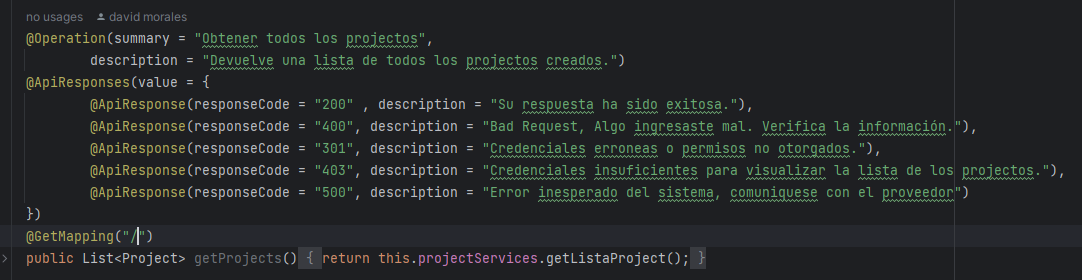 no usages david morales
@Operation(summary = "Obtener todos los projectos",
description = "Devuelve una lista de todos los projectos creados.")
@ApiResponses(value = {
@ApiResponse(responseCode = "200" , description = "Su respuesta ha sido exitosa."),
@ApiResponse(responseCode = "400", description = "Bad Request, Algo ingresaste mal. Verifica la información."),
@ApiResponse(responseCode = "301", description = "Credenciales erroneas o permisos no otorgados."),
@ApiResponse(responseCode = "403", description = "Credenciales insuficientes para visualizar la lista de los projectos."),
@ApiResponse(responseCode = "500", description = "Error inesperado del sistema, comuniquese con el proveedor")
})
@GetMapping("/")
public List<Project> getProjects() { return this.projectServices.getListaProject(); }